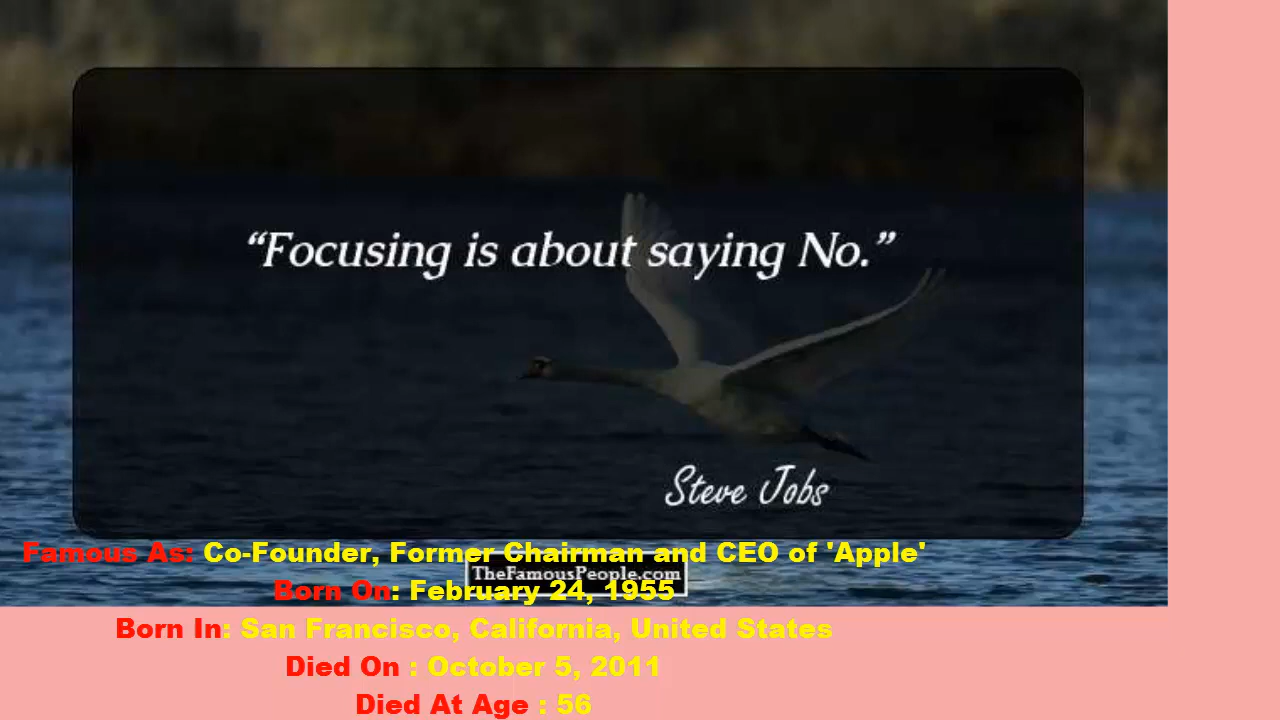 “Focusing is about saying No.”
Steve Jobs
Famous As: Co-Founder, Former Chairman and CEO of 'Apple'
TheFamousPeople.com
Born On: February 24, 1955
Born In: San Francisco, California, United States
Died On : October 5, 2011
Died At Age : 56